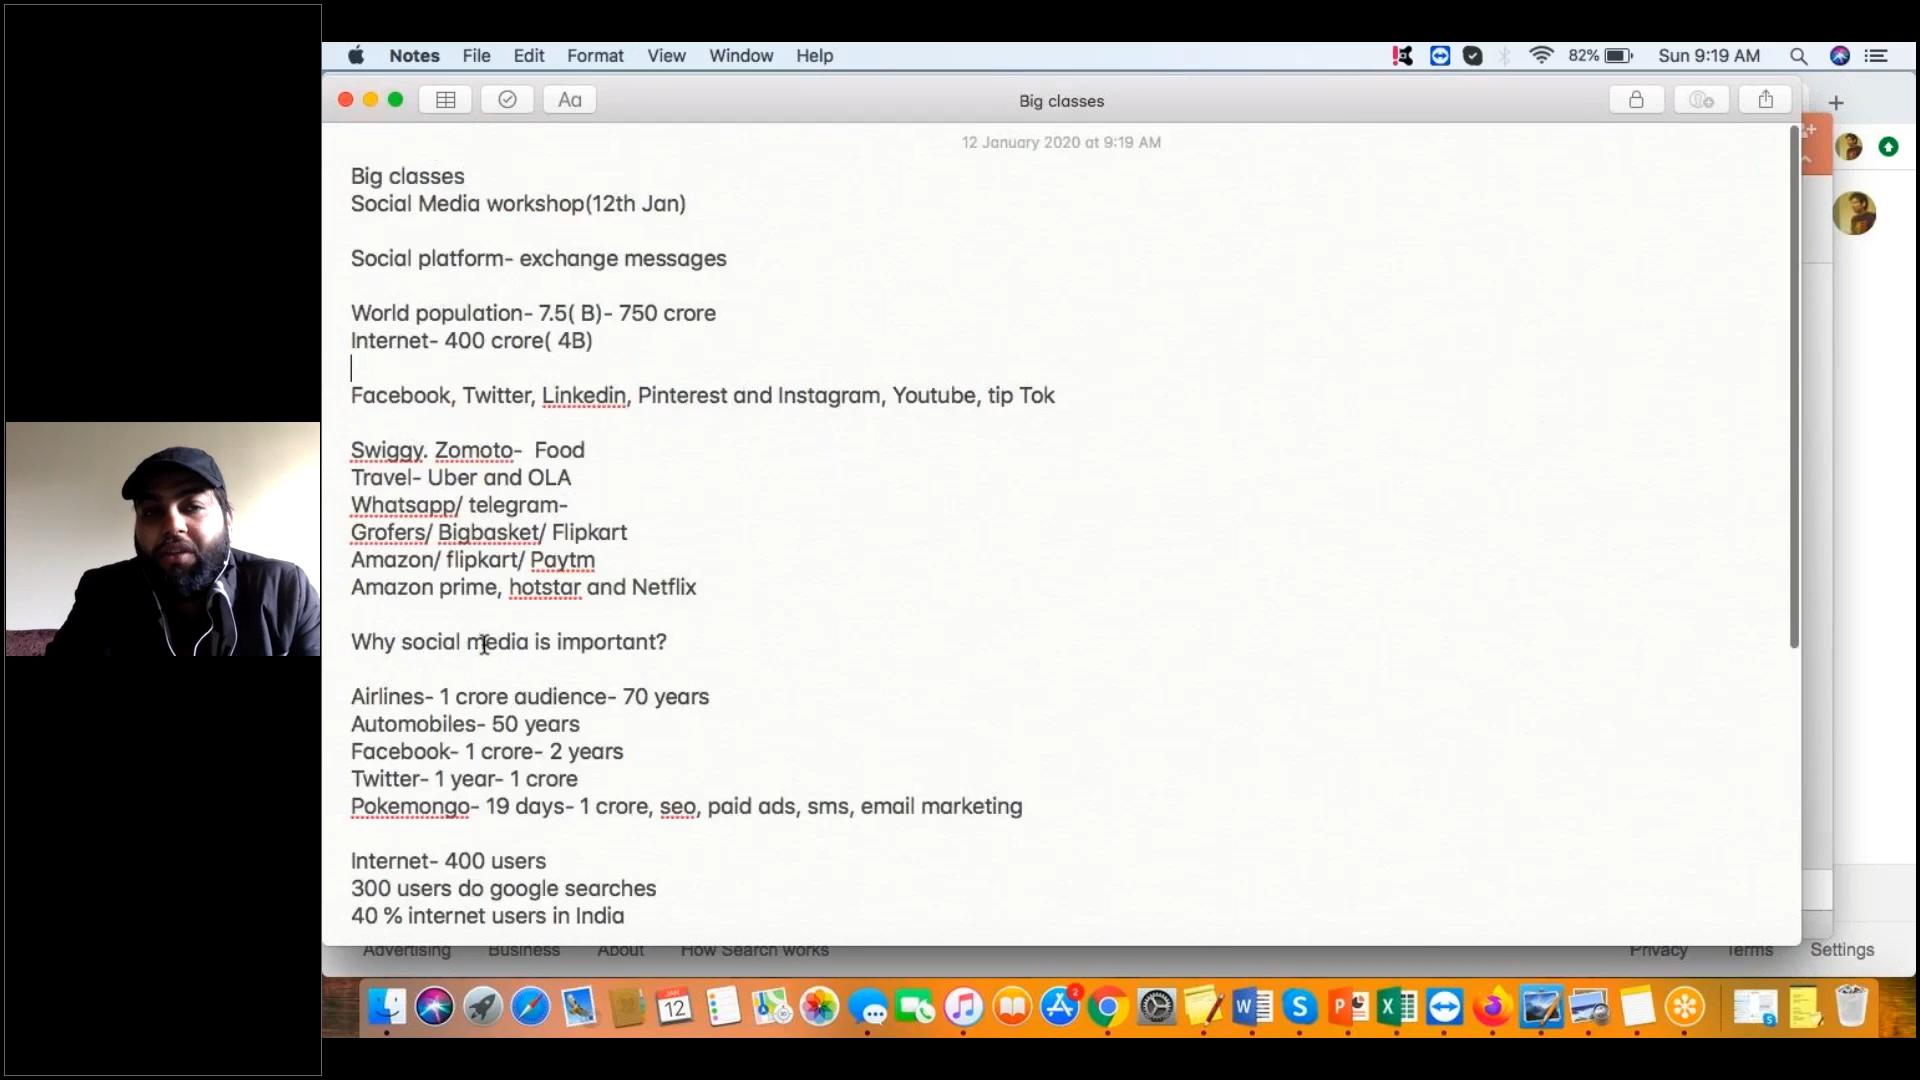 Notes File Edit Format View Window Help 82% Sun 9:19 AM
Aa Big classes
12 January 2020 at 9:19 AM
Big classes
Social Media workshop(12th Jan)
Social platform- exchange messages
World population- 7.5( B)- 750 crore
Internet- 400 crore( 4B)
Facebook, Twitter, Linkedin, Pinterest and Instagram, Youtube, tip Tok
Swiggy. Zomoto-  Food
Travel- Uber and OLA
Whatsapp/ telegram-
Grofers/ Bigbasket/ Flipkart
Amazon/ flipkart/ Paytm
Amazon prime, hotstar and Netflix
Why social media is important?
Airlines- 1 crore audience- 70 years
Automobiles- 50 years
Facebook- 1 crore- 2 years
Twitter- 1 year- 1 crore
Pokemongo- 19 days- 1 crore, seo, paid ads, sms, email marketing
Internet- 400 users
300 users do google searches
40 % internet users in India
Advertising Business About How Search works Privacy Terms Settings
JAN
12
2
W S P X